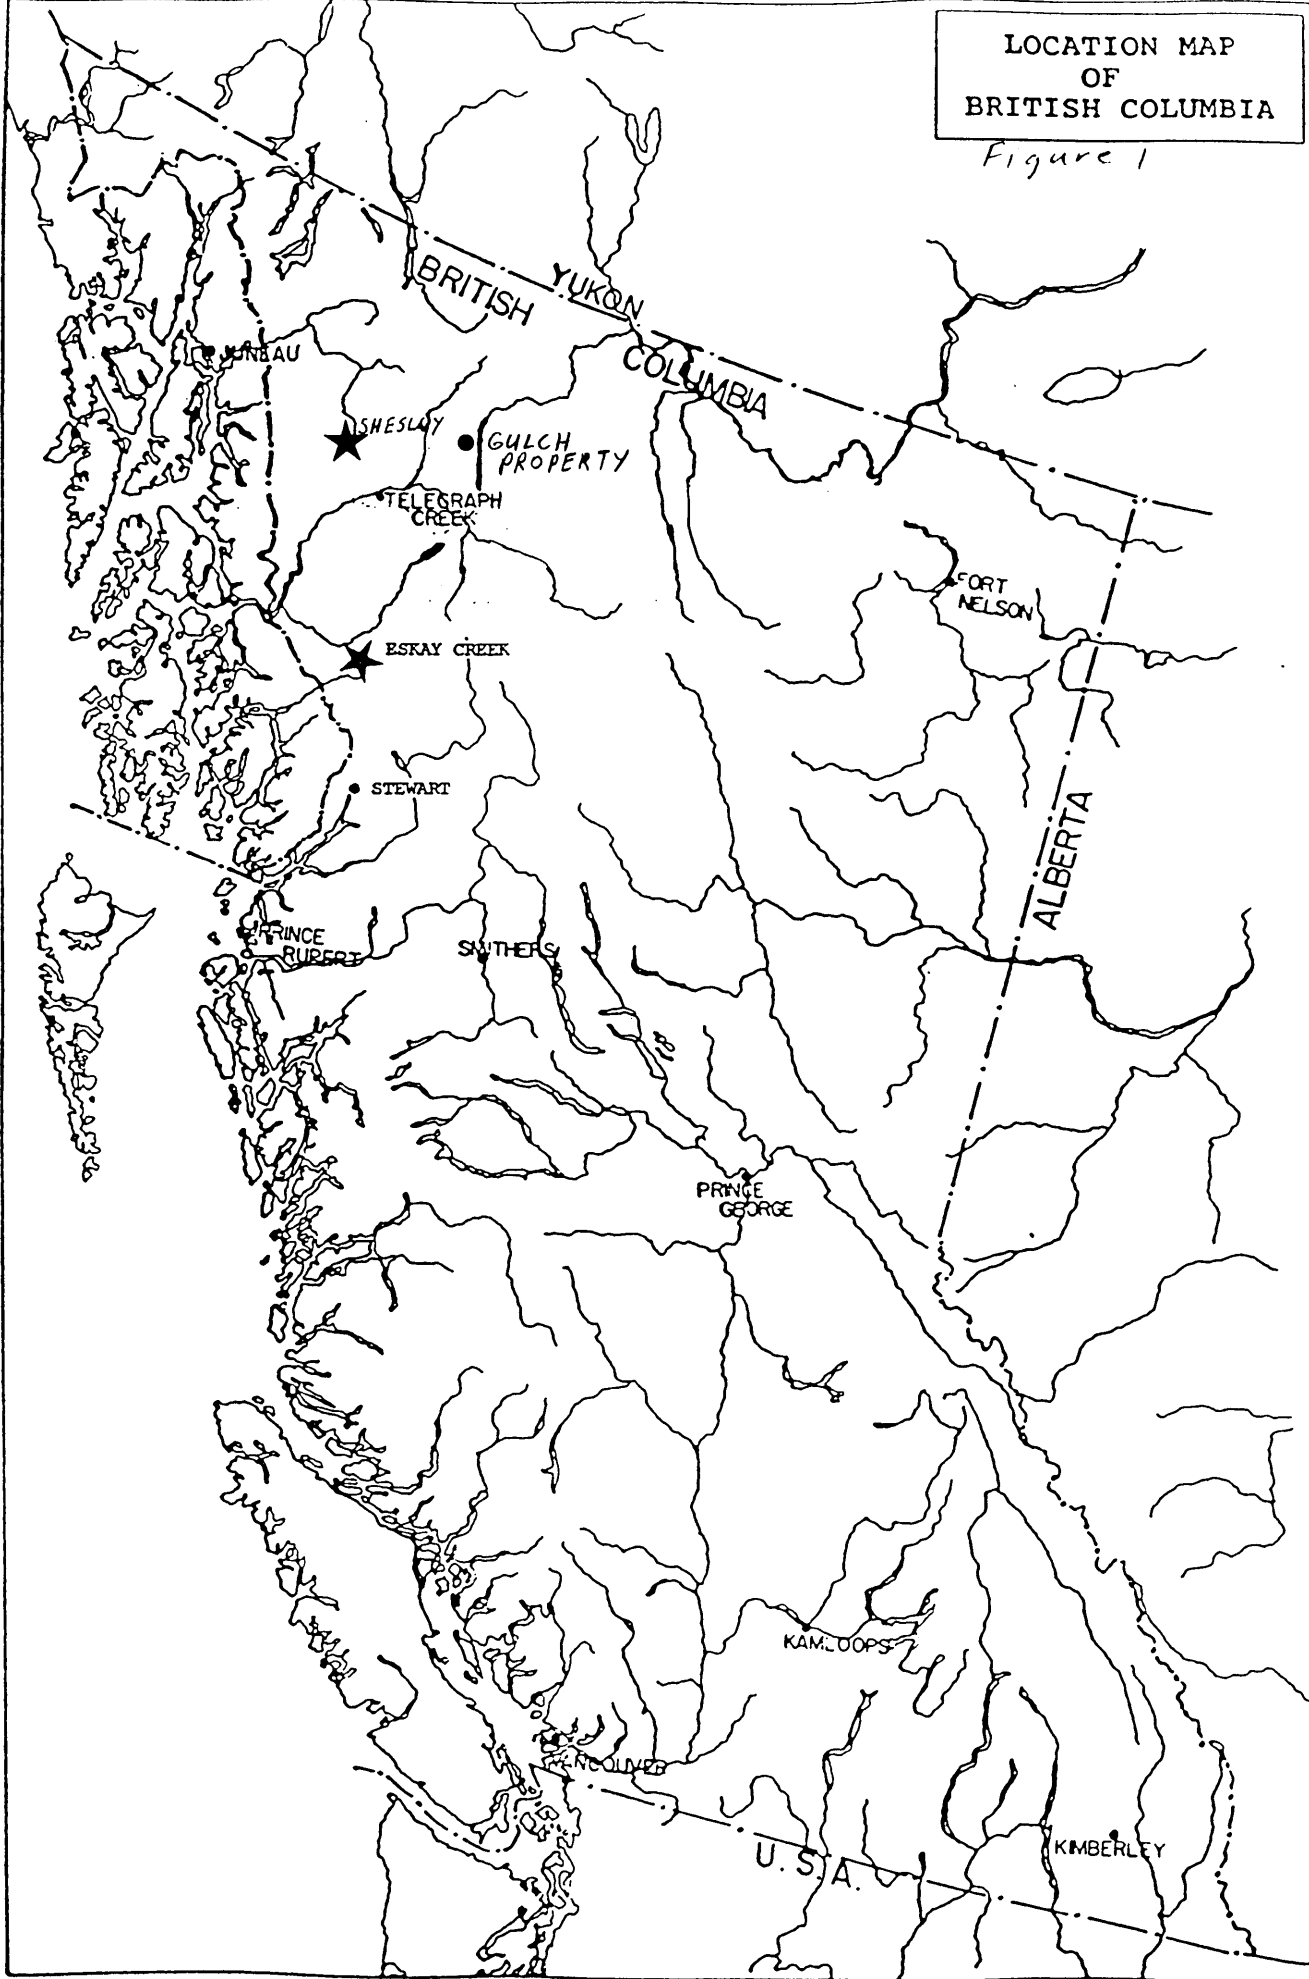 LOCATION MAP
OF
BRITISH COLUMBIA
Figure 1
YUKON
BRITISH
COLUMBIA
JUNEAU
SHESLUY
GULCH
PROPERTY
TELEGRAPH
CREEK
FORT
NELSON
ESKAY CREEK
STEWART
ALBERTA
PRINCE
RUPERT
SMITHERS
PRINCE
GEORGE
KAMLOOPS
VANCOUVER
KIMBERLEY
U.S.A.